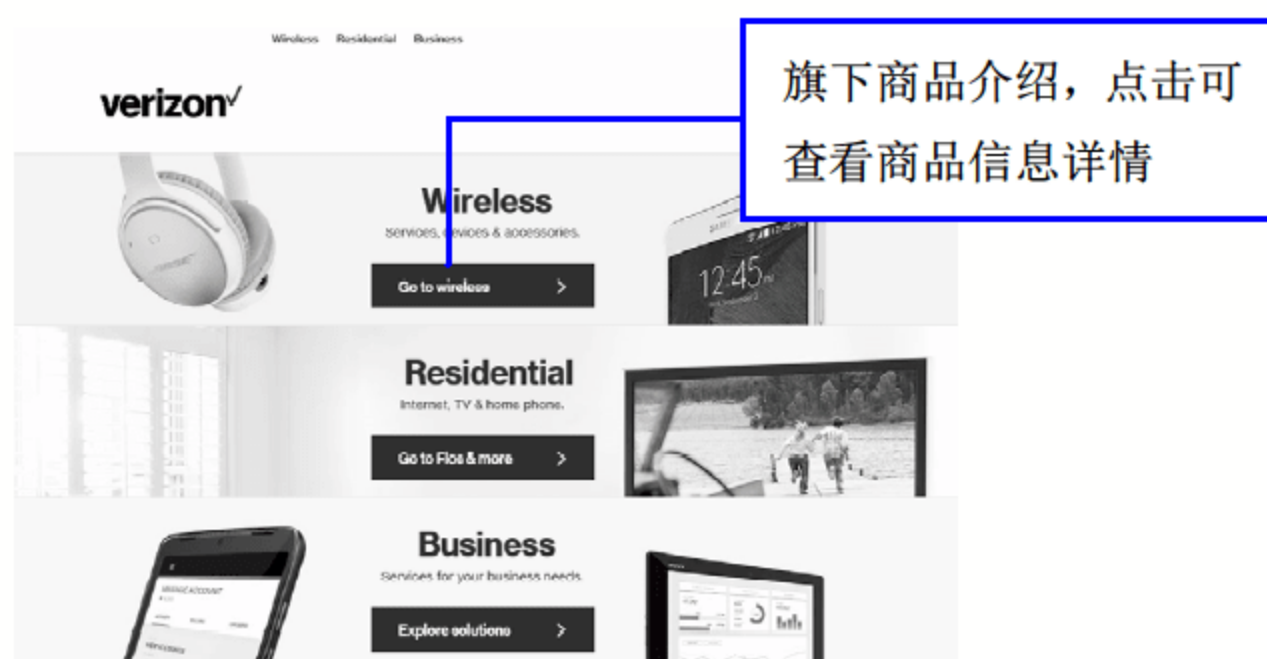 Wireless Residential Business
verizon
旗下商品介绍，点击可
查看商品信息详情
Wireless
Services, devices & accessories.
Go to wireless >
12:45
Residential
Internet, TV & home phone.
Go to Fios & more >
Business
Services for your business needs.
Explore solutions >